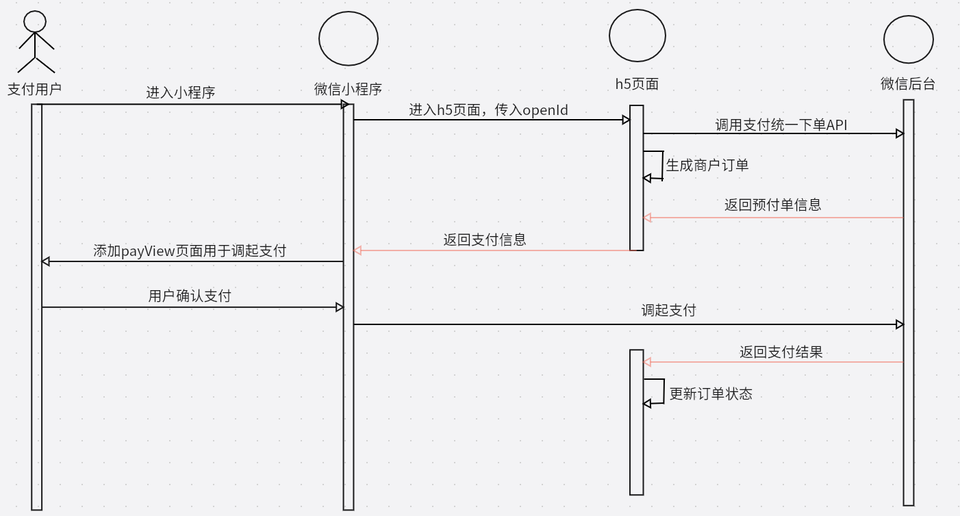 支付用户
微信小程序
h5页面
微信后台
进入小程序
进入h5页面，传入openId
调用支付统一下单API
生成商户订单
返回预付单信息
返回支付信息
添加payView页面用于调起支付
用户确认支付
调起支付
返回支付结果
更新订单状态